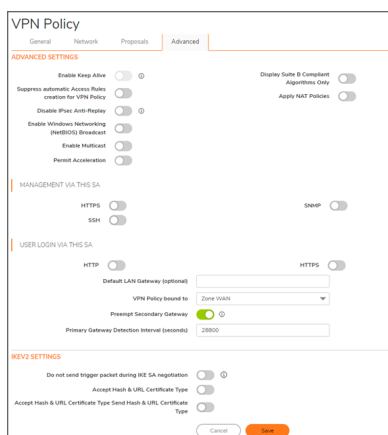 VPN Policy
General Network Proposals Advanced
ADVANCED SETTINGS
Enable Keep Alive
Display Suite B Compliant
Algorithms Only
Suppress automatic Access Rules
creation for VPN Policy
Apply NAT Policies
Disable IPsec Anti-Replay
Enable Windows Networking
(NetBIOS) Broadcast
Enable Multicast
Permit Acceleration
MANAGEMENT VIA THIS SA
HTTPS SNMP
SSH
USER LOGIN VIA THIS SA
HTTP HTTPS
Default LAN Gateway (optional)
VPN Policy bound to Zone WAN
Preempt Secondary Gateway
Primary Gateway Detection Interval (seconds) 28800
IKEV2 SETTINGS
Do not send trigger packet during IKE SA negotiation
Accept Hash & URL Certificate Type
Accept Hash & URL Certificate Type Send Hash & URL Certificate
Type
Cancel Save